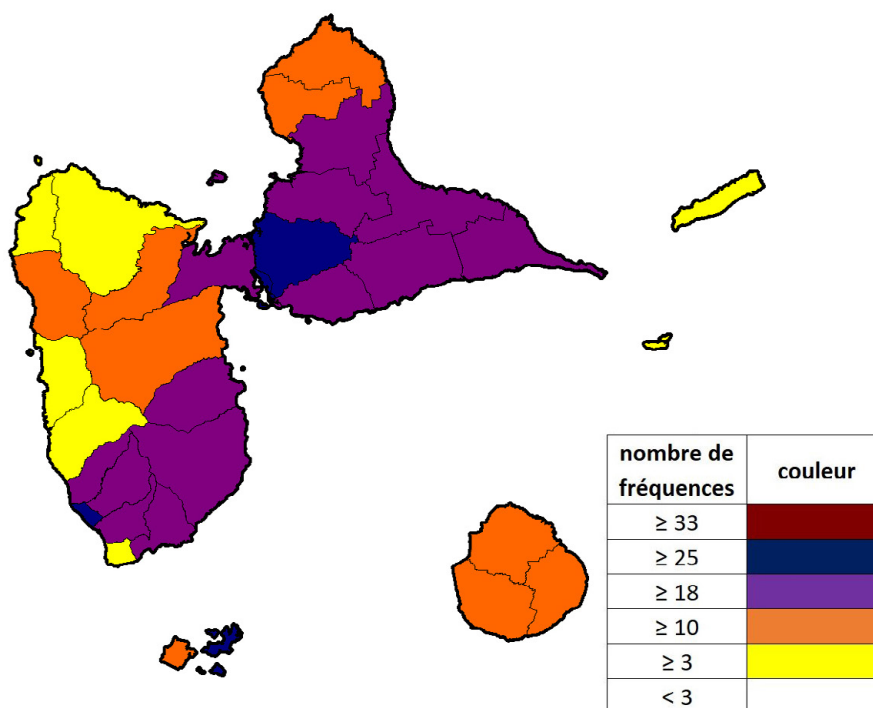 nombre de
fréquences
couleur
≥ 33
≥ 25
≥ 18
≥ 10
≥ 3
< 3